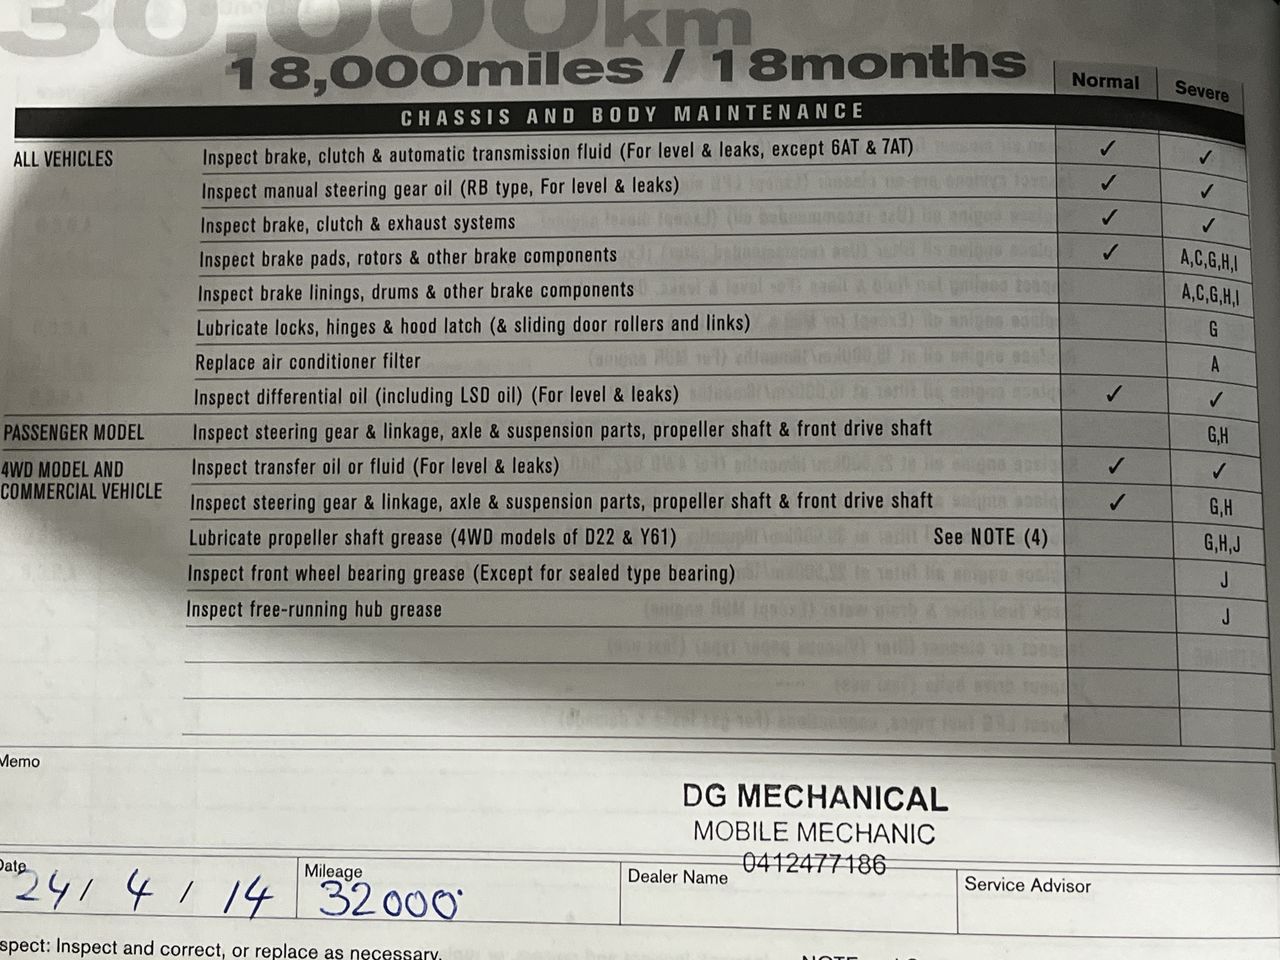 30,000km
18,000miles / 18months
Normal Severe
CHASSIS AND BODY MAINTENANCE
ALL VEHICLES Inspect brake, clutch & automatic transmission fluid (For level & leaks, except 6AT & 7AT) ✓ ✓
Inspect manual steering gear oil (RB type, For level & leaks) ✓ ✓
Inspect brake, clutch & exhaust systems ✓ ✓
Inspect brake pads, rotors & other brake components ✓ A,C,G,H,I
Inspect brake linings, drums & other brake components A,C,G,H,I
Lubricate locks, hinges & hood latch (& sliding door rollers and links) G
Replace air conditioner filter A
Inspect differential oil (including LSD oil) (For level & leaks) ✓ ✓
PASSENGER MODEL Inspect steering gear & linkage, axle & suspension parts, propeller shaft & front drive shaft G,H
4WD MODEL AND Inspect transfer oil or fluid (For level & leaks) ✓ ✓
COMMERCIAL VEHICLE Inspect steering gear & linkage, axle & suspension parts, propeller shaft & front drive shaft ✓ G,H
Lubricate propeller shaft grease (4WD models of D22 & Y61) See NOTE (4) G,H,J
Inspect front wheel bearing grease (Except for sealed type bearing) J
Inspect free-running hub grease J
Memo
DG MECHANICAL
MOBILE MECHANIC
0412477186
Date 24 / 4 / 14
Mileage 32000
Dealer Name
Service Advisor
spect: Inspect and correct, or replace as necessary.